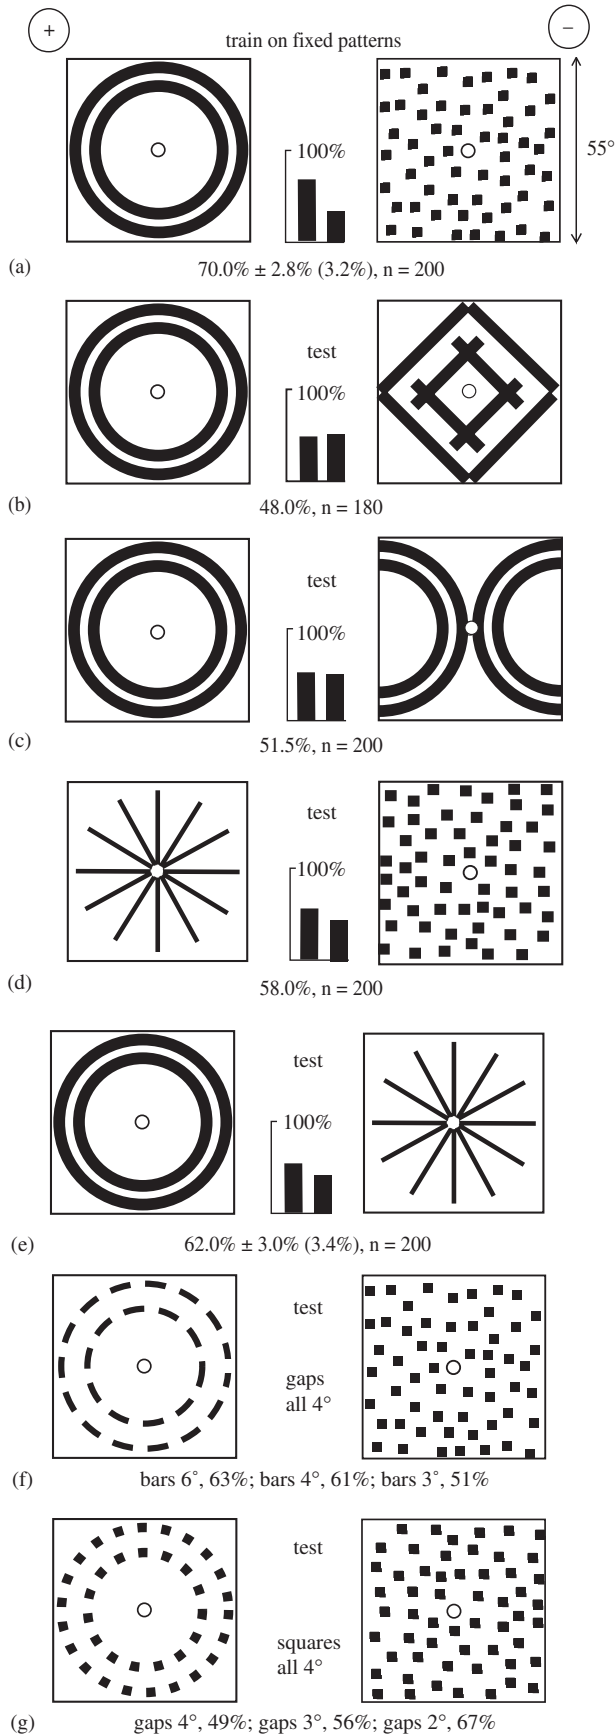 +
−
train on fixed patterns
100%
55°
(a)
70.0% ± 2.8% (3.2%), n = 200
test
100%
(b)
48.0%, n = 180
test
100%
(c)
51.5%, n = 200
test
100%
(d)
58.0%, n = 200
test
100%
(e)
62.0% ± 3.0% (3.4%), n = 200
test
gaps
all 4°
(f)
bars 6°, 63%; bars 4°, 61%; bars 3°, 51%
test
squares
all 4°
(g)
gaps 4°, 49%; gaps 3°, 56%; gaps 2°, 67%